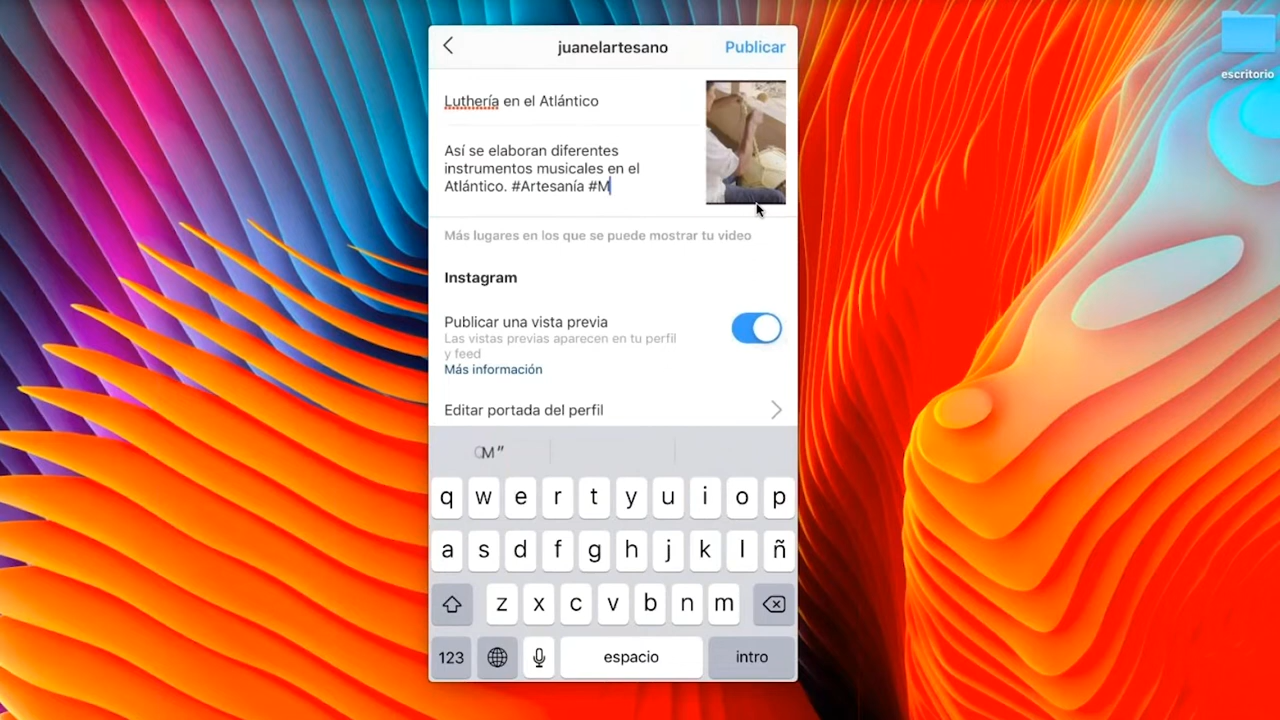 juanelartesano
Publicar
escritorio
Luthería en el Atlántico
Así se elaboran diferentes
instrumentos musicales en el
Atlántico. #Artesanía #M
Más lugares en los que se puede mostrar tu video
Instagram
Publicar una vista previa
Las vistas previas aparecen en tu perfil
y feed
Más información
Editar portada del perfil
q w e r t y u i o p
a s d f g h j k l ñ
z x c v b n m
123 espacio intro